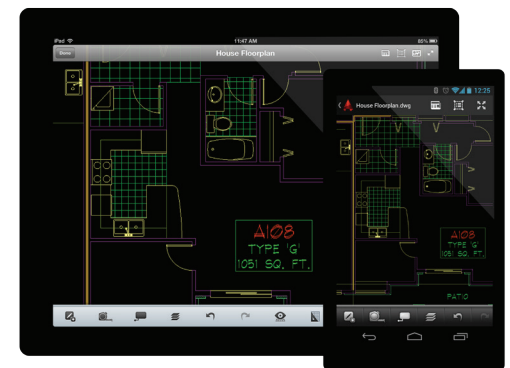 iPad
11:47 AM
80%
Done
House Floorplan
A108
TYPE 'G'
1051 SQ. FT.
12:25
House Floorplan.dwg
A108
TYPE 'G'
1051 SQ. FT.
PATIO